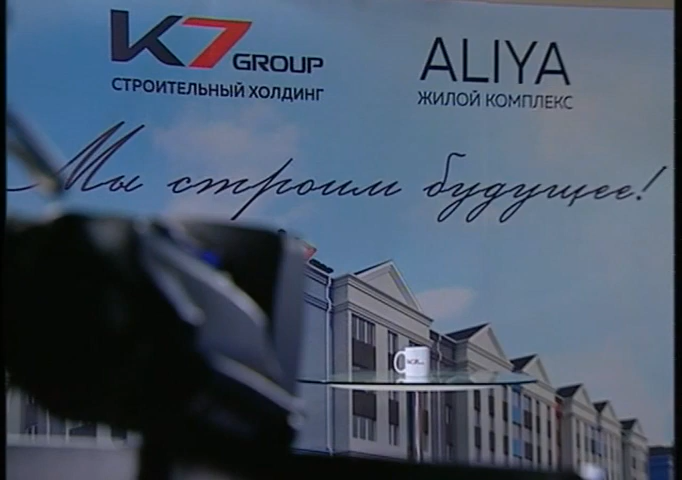 K7 GROUP
СТРОИТЕЛЬНЫЙ ХОЛДИНГ
ALIYA
ЖИЛОЙ КОМПЛЕКС
Мы строим будущее!